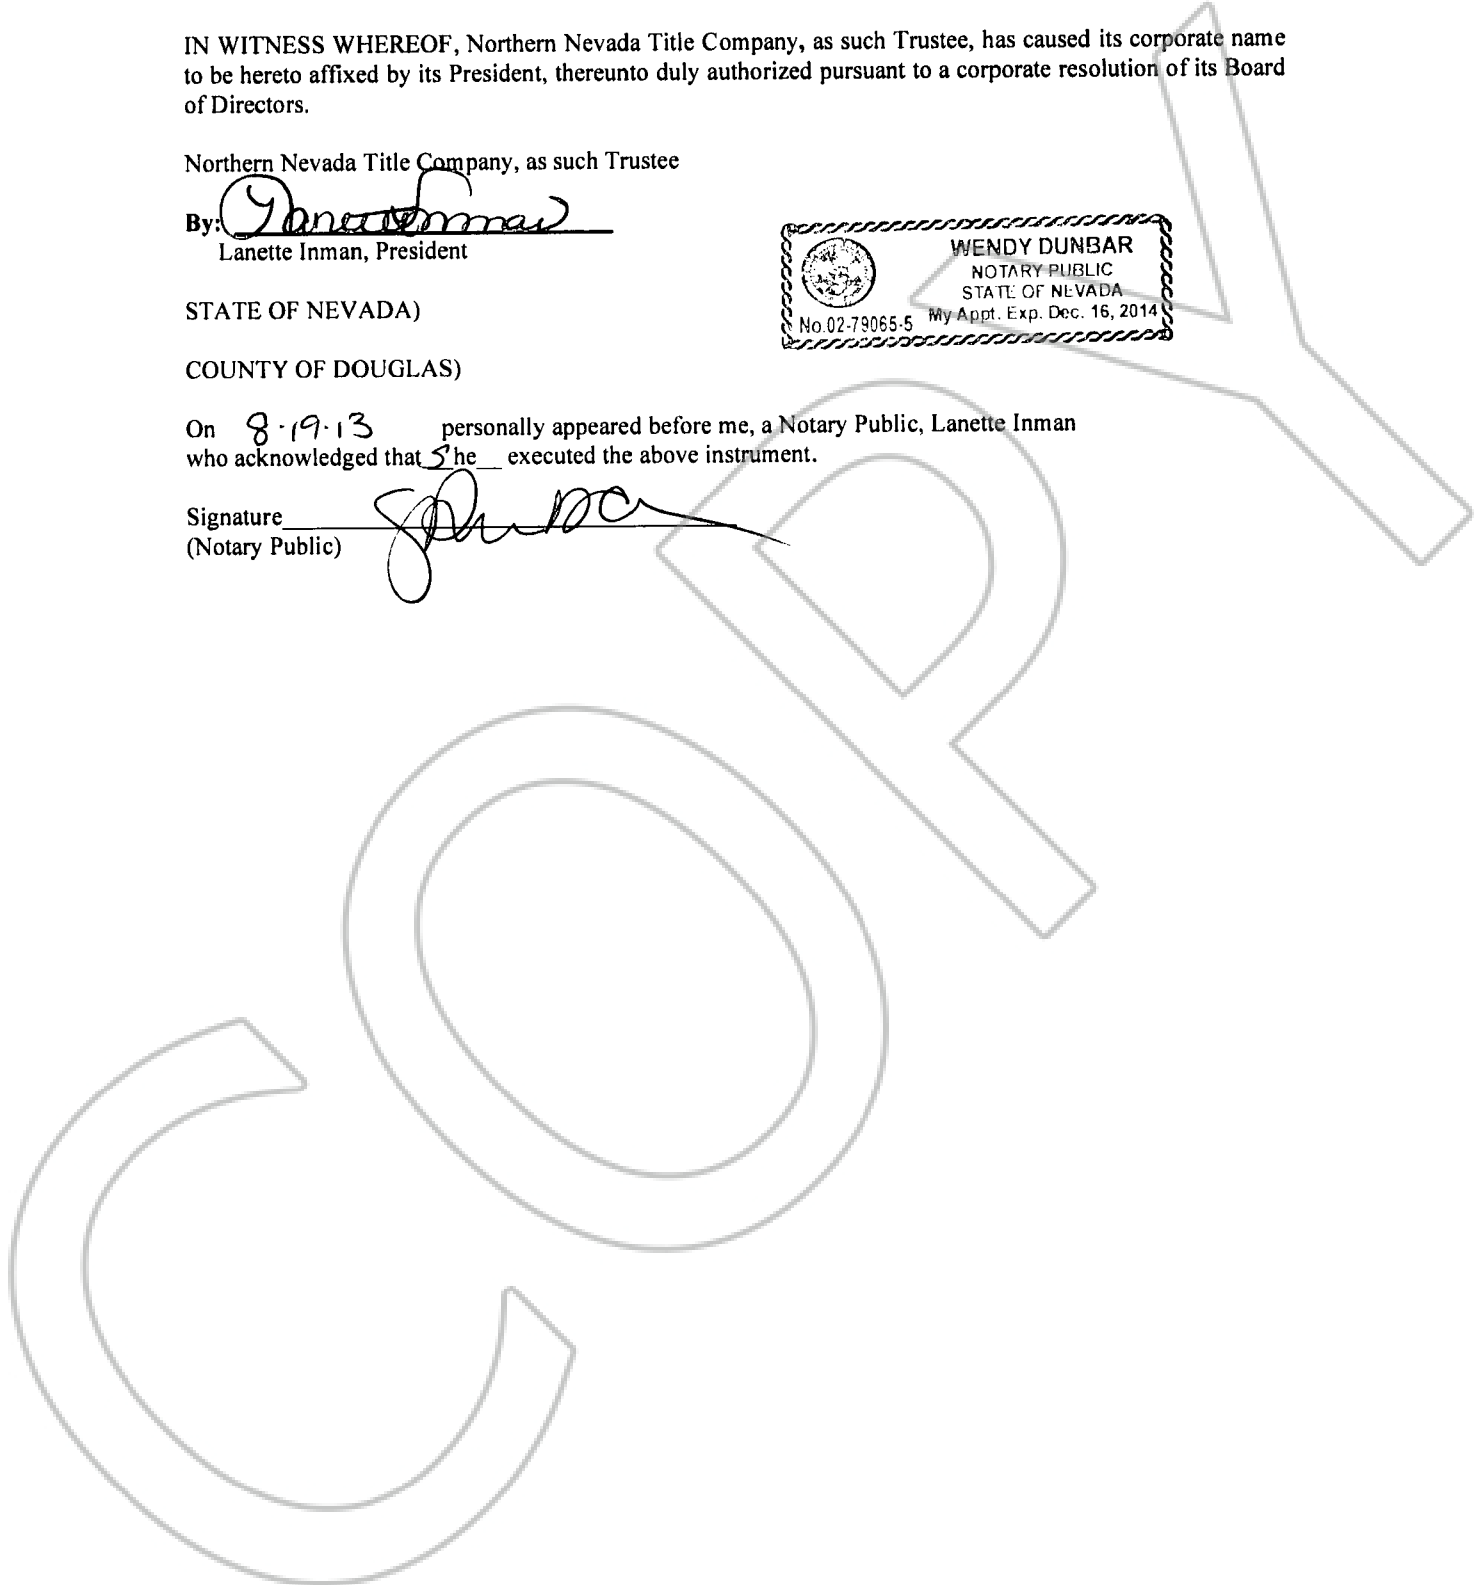 IN WITNESS WHEREOF, Northern Nevada Title Company, as such Trustee, has caused its corporate name
to be hereto affixed by its President, thereunto duly authorized pursuant to a corporate resolution of its Board
of Directors.
Northern Nevada Title Company, as such Trustee
By: Lanette Inman
Lanette Inman, President
WENDY DUNBAR
NOTARY PUBLIC
STATE OF NEVADA
No.02-79065-5 My Appt. Exp. Dec. 16, 2014
STATE OF NEVADA)
COUNTY OF DOUGLAS)
On 8-19-13 personally appeared before me, a Notary Public, Lanette Inman
who acknowledged that She__ executed the above instrument.
Signature
(Notary Public)
COPY